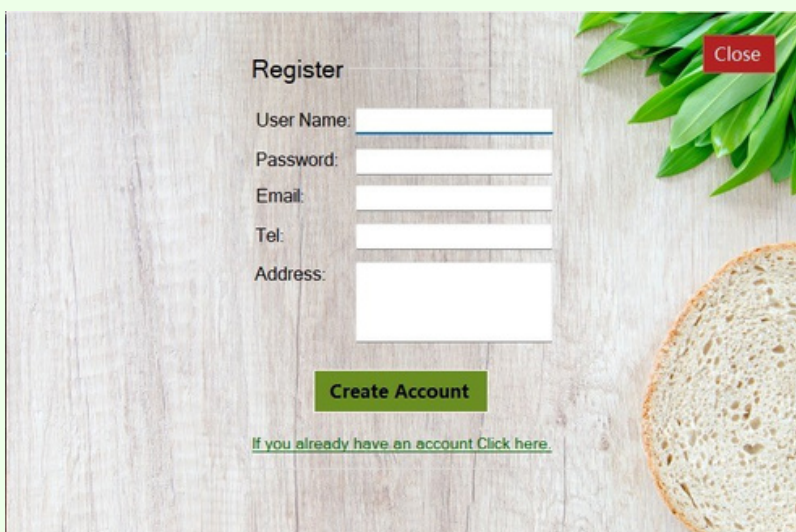 Close
Register
User Name:
Password:
Email:
Tel:
Address:
Create Account
If you already have an account Click here.